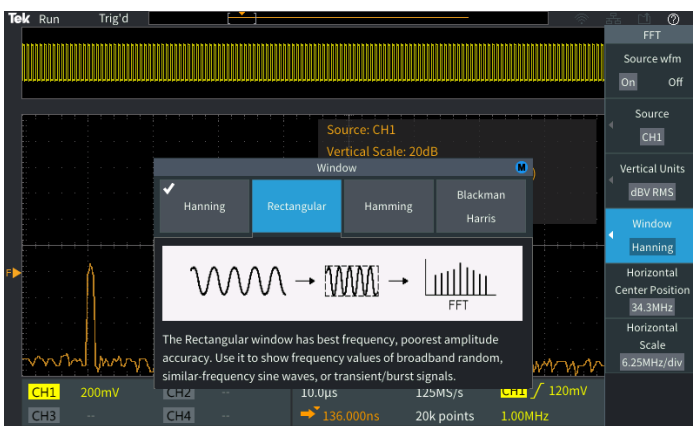 Tek Run Trig'd
FFT
Source wfm
On Off
Source
CH1
Vertical Units
dBV RMS
Window
Hanning
Horizontal
Center Position
34.3MHz
Horizontal
Scale
6.25MHz/div
Source: CH1
Vertical Scale: 20dB
Window
M
Hanning
Rectangular
Hamming
Blackman
Harris
FFT
The Rectangular window has best frequency, poorest amplitude
accuracy. Use it to show frequency values of broadband random,
similar-frequency sine waves, or transient/burst signals.
F
CH1 200mV CH2 -- 10.0µs 125MS/s CH1 120mV
CH3 -- CH4 -- 136.000ns 20k points 1.00MHz